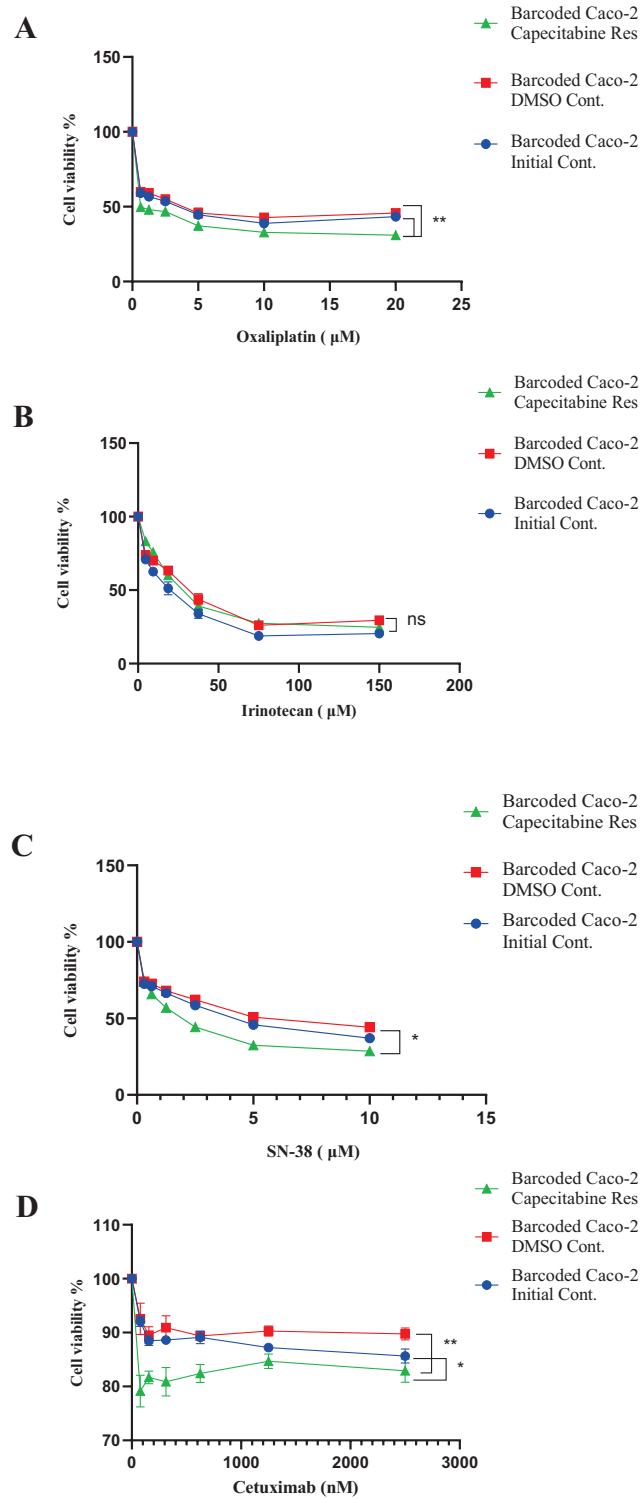 A
Barcoded Caco-2
Capecitabine Res
Barcoded Caco-2
DMSO Cont.
Barcoded Caco-2
Initial Cont.
Cell viability %
150
100
50
0
**
0 5 10 15 20 25
Oxaliplatin ( μM)
B
Barcoded Caco-2
Capecitabine Res
Barcoded Caco-2
DMSO Cont.
Barcoded Caco-2
Initial Cont.
Cell viability %
150
100
50
0
ns
0 50 100 150 200
Irinotecan ( μM)
C
Barcoded Caco-2
Capecitabine Res
Barcoded Caco-2
DMSO Cont.
Barcoded Caco-2
Initial Cont.
Cell viability %
150
100
50
0
*
0 5 10 15
SN-38 ( μM)
D
Barcoded Caco-2
Capecitabine Res
Barcoded Caco-2
DMSO Cont.
Barcoded Caco-2
Initial Cont.
Cell viability %
110
100
90
80
70
**
*
0 1000 2000 3000
Cetuximab (nM)